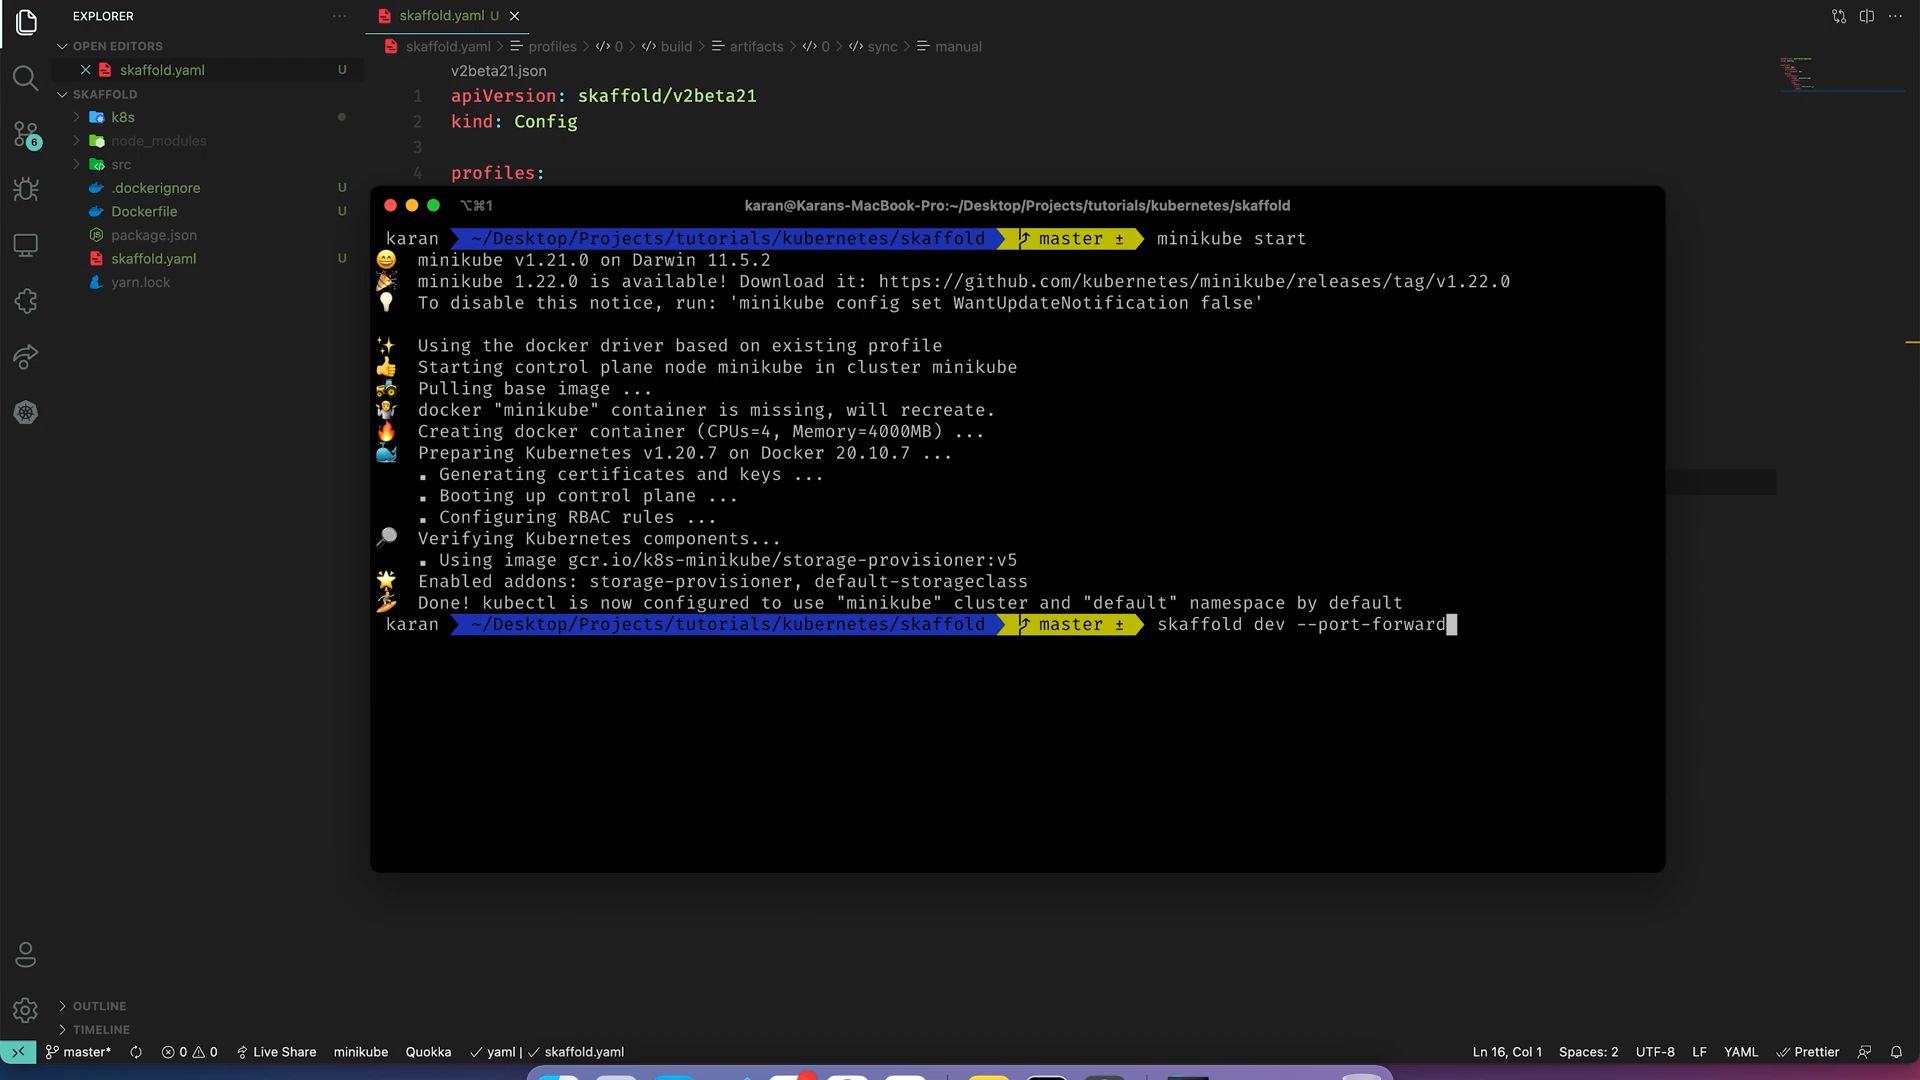 EXPLORER
OPEN EDITORS
skaffold.yaml U
SKAFFOLD
k8s
node_modules
src
.dockerignore U
Dockerfile U
package.json
skaffold.yaml U
yarn.lock
6
OUTLINE
TIMELINE
skaffold.yaml U
skaffold.yaml > profiles > 0 > build > artifacts > 0 > sync > manual
v2beta21.json
1 apiVersion: skaffold/v2beta21
2 kind: Config
3
4 profiles:
⌥⌘1 karan@Karans-MacBook-Pro:~/Desktop/Projects/tutorials/kubernetes/skaffold
karan ~/Desktop/Projects/tutorials/kubernetes/skaffold master ± minikube start
😄 minikube v1.21.0 on Darwin 11.5.2
🎉 minikube 1.22.0 is available! Download it: https://github.com/kubernetes/minikube/releases/tag/v1.22.0
💡 To disable this notice, run: 'minikube config set WantUpdateNotification false'
✨ Using the docker driver based on existing profile
👍 Starting control plane node minikube in cluster minikube
🚜 Pulling base image ...
🤷 docker "minikube" container is missing, will recreate.
🔥 Creating docker container (CPUs=4, Memory=4000MB) ...
🐳 Preparing Kubernetes v1.20.7 on Docker 20.10.7 ...
▪ Generating certificates and keys ...
▪ Booting up control plane ...
▪ Configuring RBAC rules ...
🔎 Verifying Kubernetes components...
▪ Using image gcr.io/k8s-minikube/storage-provisioner:v5
🌟 Enabled addons: storage-provisioner, default-storageclass
🏄 Done! kubectl is now configured to use "minikube" cluster and "default" namespace by default
karan ~/Desktop/Projects/tutorials/kubernetes/skaffold master ± skaffold dev --port-forward
master* 0 0 Live Share minikube Quokka yaml | skaffold.yaml Ln 16, Col 1 Spaces: 2 UTF-8 LF YAML Prettier